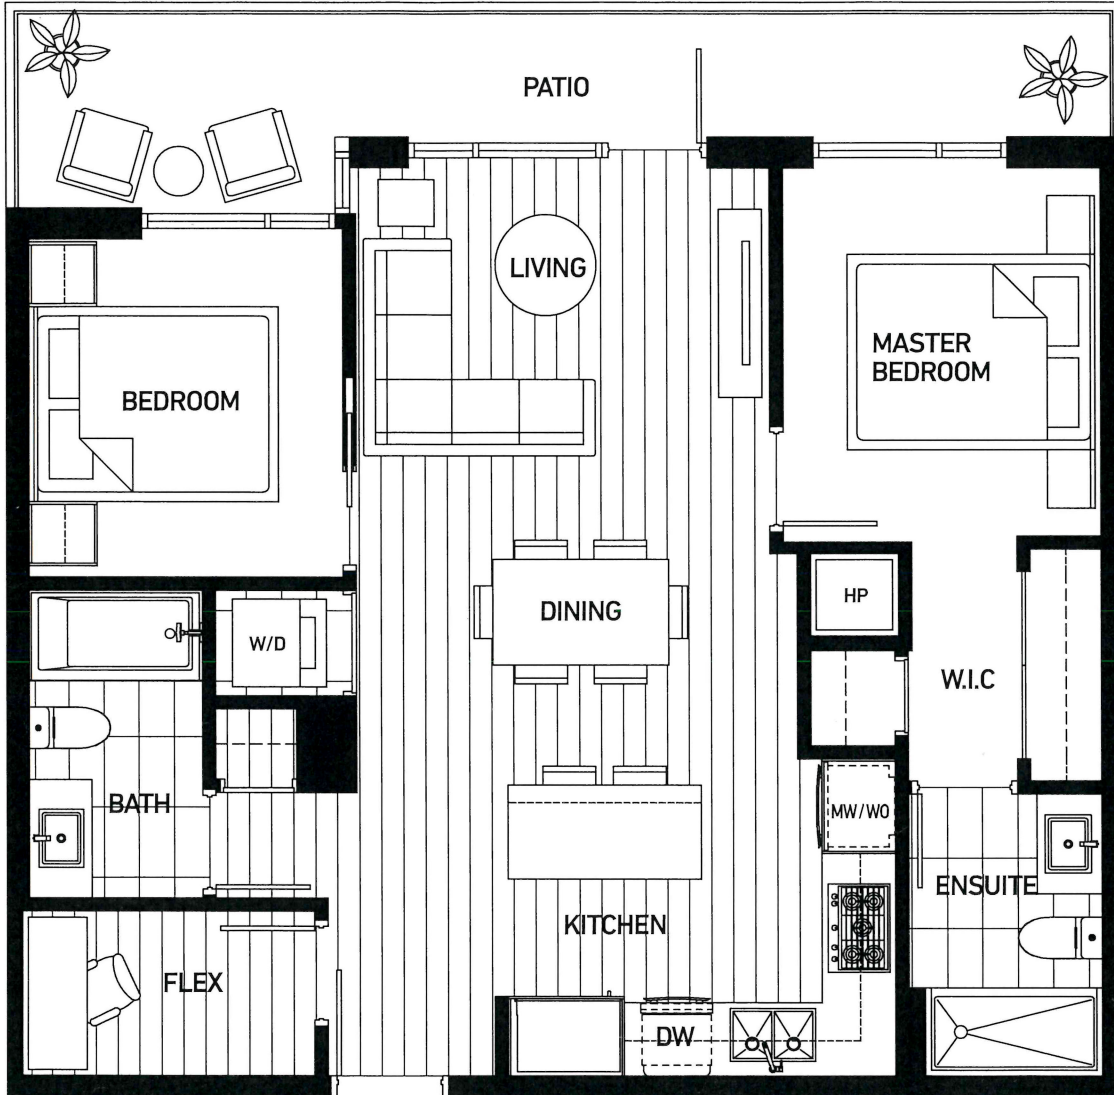 PATIO
LIVING
MASTER
BEDROOM
BEDROOM
HP
DINING
W/D
W.I.C
BATH
MW/WO
ENSUITE
KITCHEN
FLEX
DW